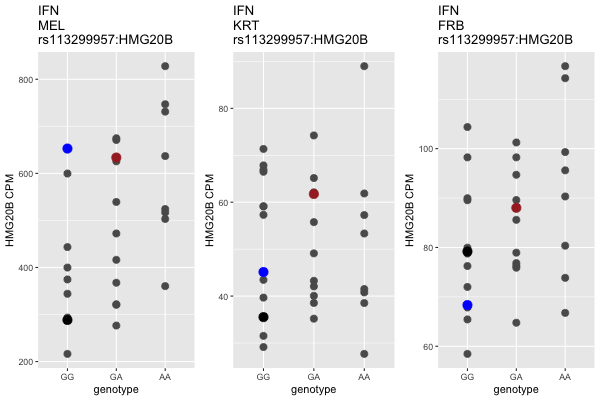 IFN
MEL
rs113299957:HMG20B
HMG20B CPM
800
600
400
200
GG GA AA
genotype
IFN
KRT
rs113299957:HMG20B
HMG20B CPM
80
60
40
GG GA AA
genotype
IFN
FRB
rs113299957:HMG20B
HMG20B CPM
100
80
60
GG GA AA
genotype